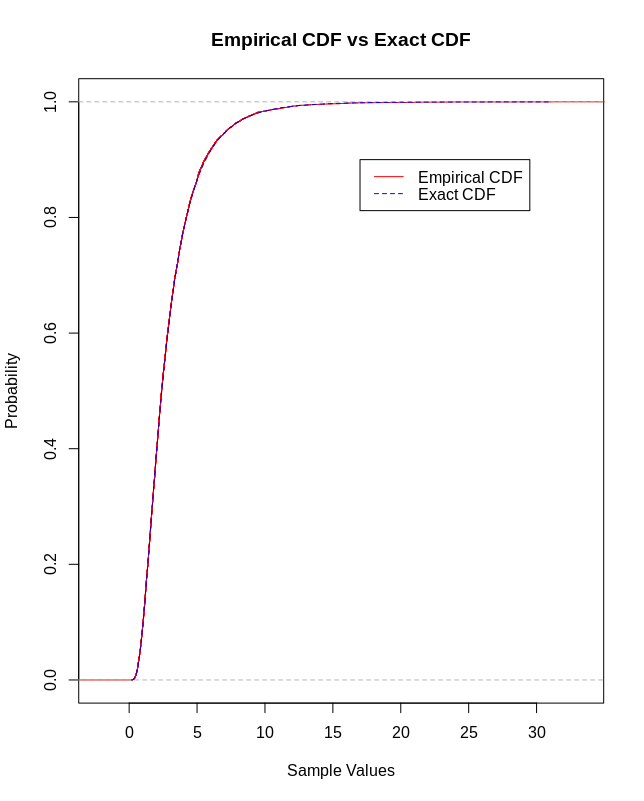 Empirical CDF vs Exact CDF
1.0
Empirical CDF
Exact CDF
0.8
0.6
Probability
0.4
0.2
0.0
0 5 10 15 20 25 30
Sample Values